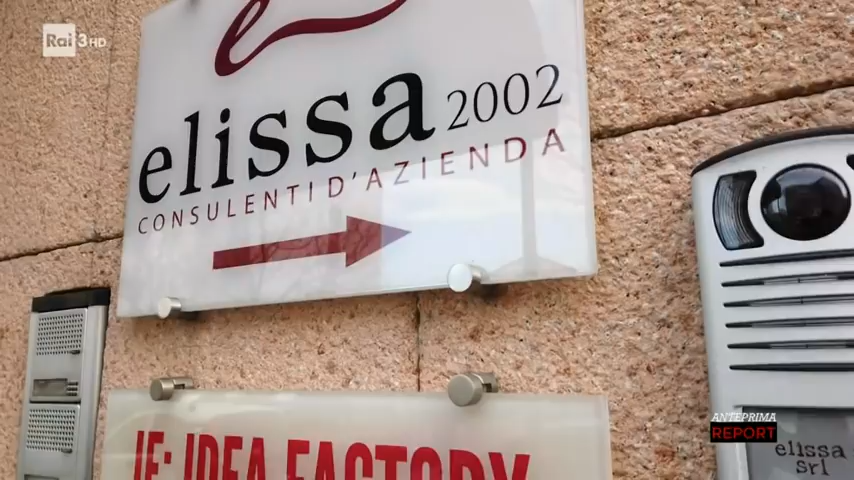 Rai 3 HD
elissa 2002
CONSULENTI D'AZIENDA
IF: IDEA FACTORY
ANTEPRIMA
REPORT
elissa
srl